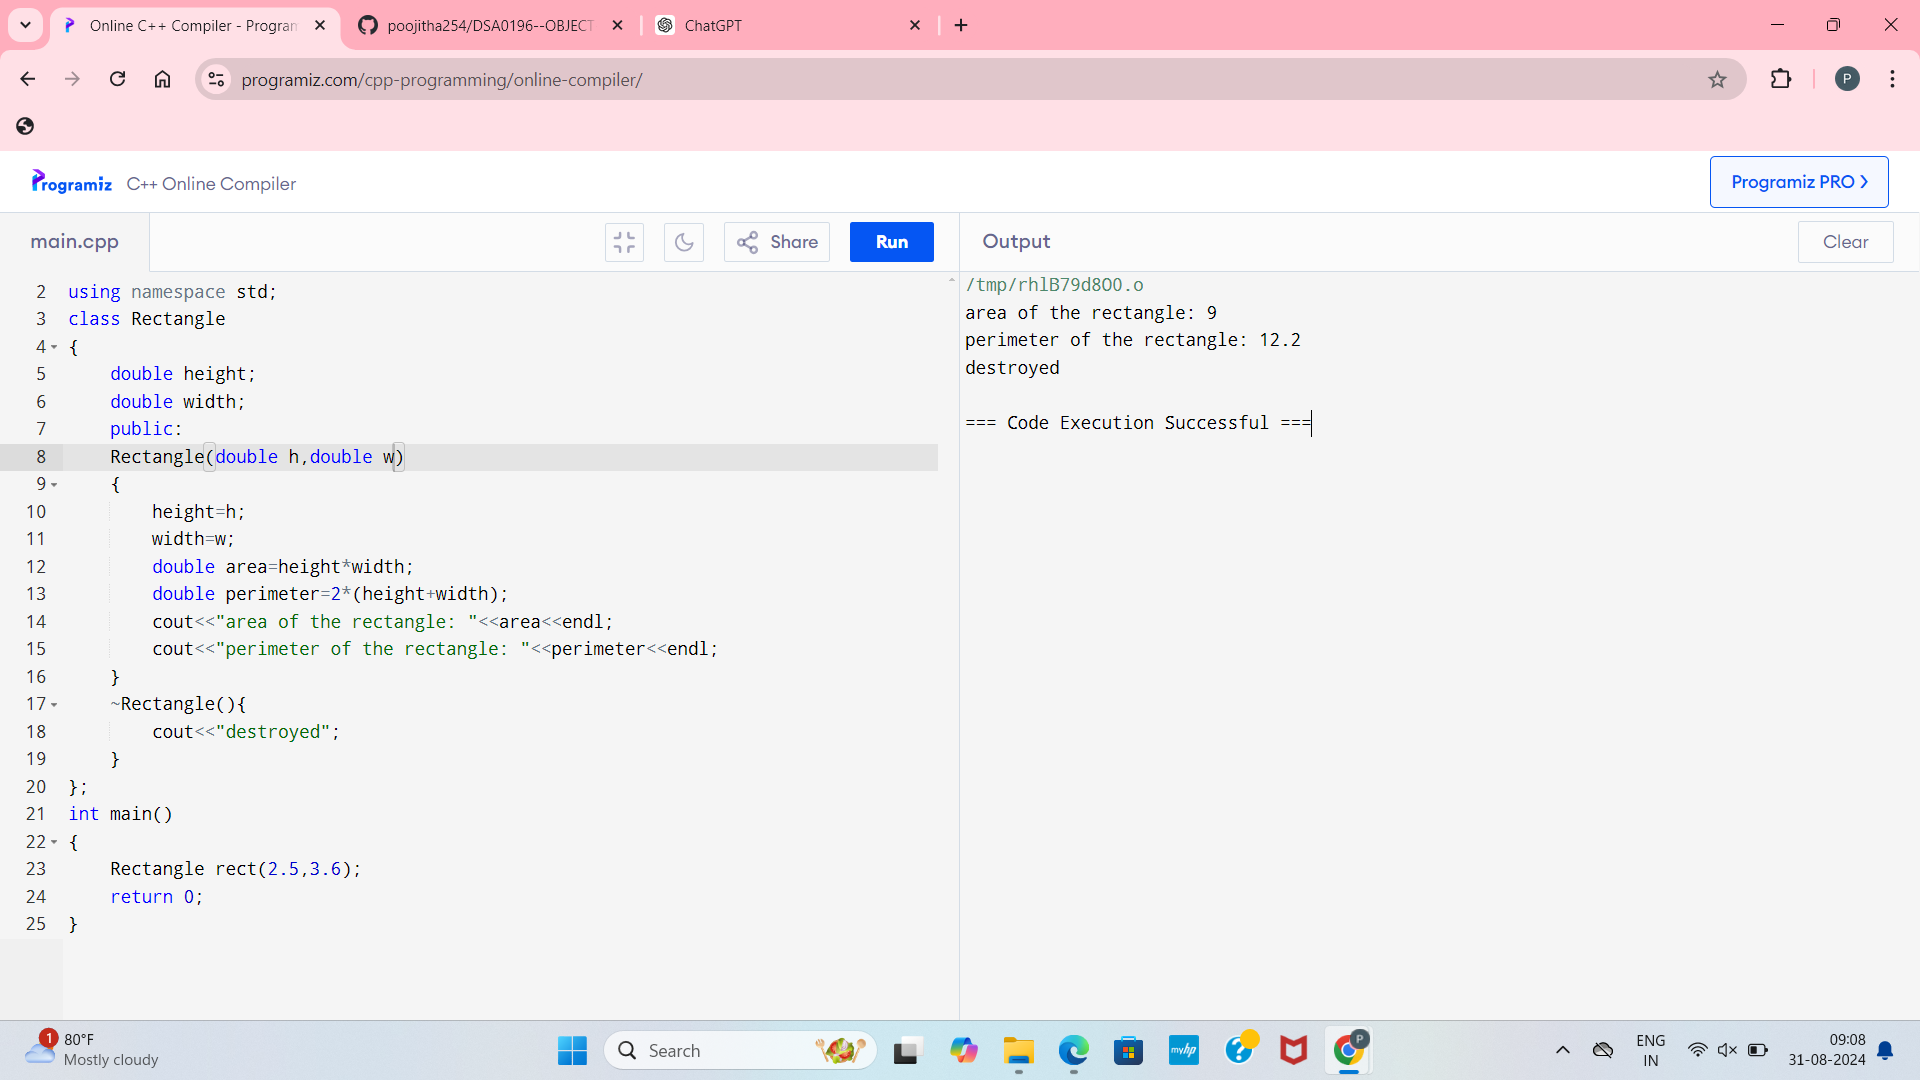 Online C++ Compiler - Program
poojitha254/DSA0196--OBJECT
ChatGPT
programiz.com/cpp-programming/online-compiler/
P
Programiz C++ Online Compiler
Programiz PRO
main.cpp
Share
Run
Output
Clear
2 using namespace std;
3 class Rectangle
4 {
5 double height;
6 double width;
7 public:
8 Rectangle(double h,double w)
9 {
10 height=h;
11 width=w;
12 double area=height*width;
13 double perimeter=2*(height+width);
14 cout<<"area of the rectangle: "<<area<<endl;
15 cout<<"perimeter of the rectangle: "<<perimeter<<endl;
16 }
17 ~Rectangle(){
18 cout<<"destroyed";
19 }
20 };
21 int main()
22 {
23 Rectangle rect(2.5,3.6);
24 return 0;
25 }
/tmp/rhlB79d8OO.o
area of the rectangle: 9
perimeter of the rectangle: 12.2
destroyed
=== Code Execution Successful ===
1
80°F
Mostly cloudy
Search
myhp
P
ENG
IN
09:08
31-08-2024